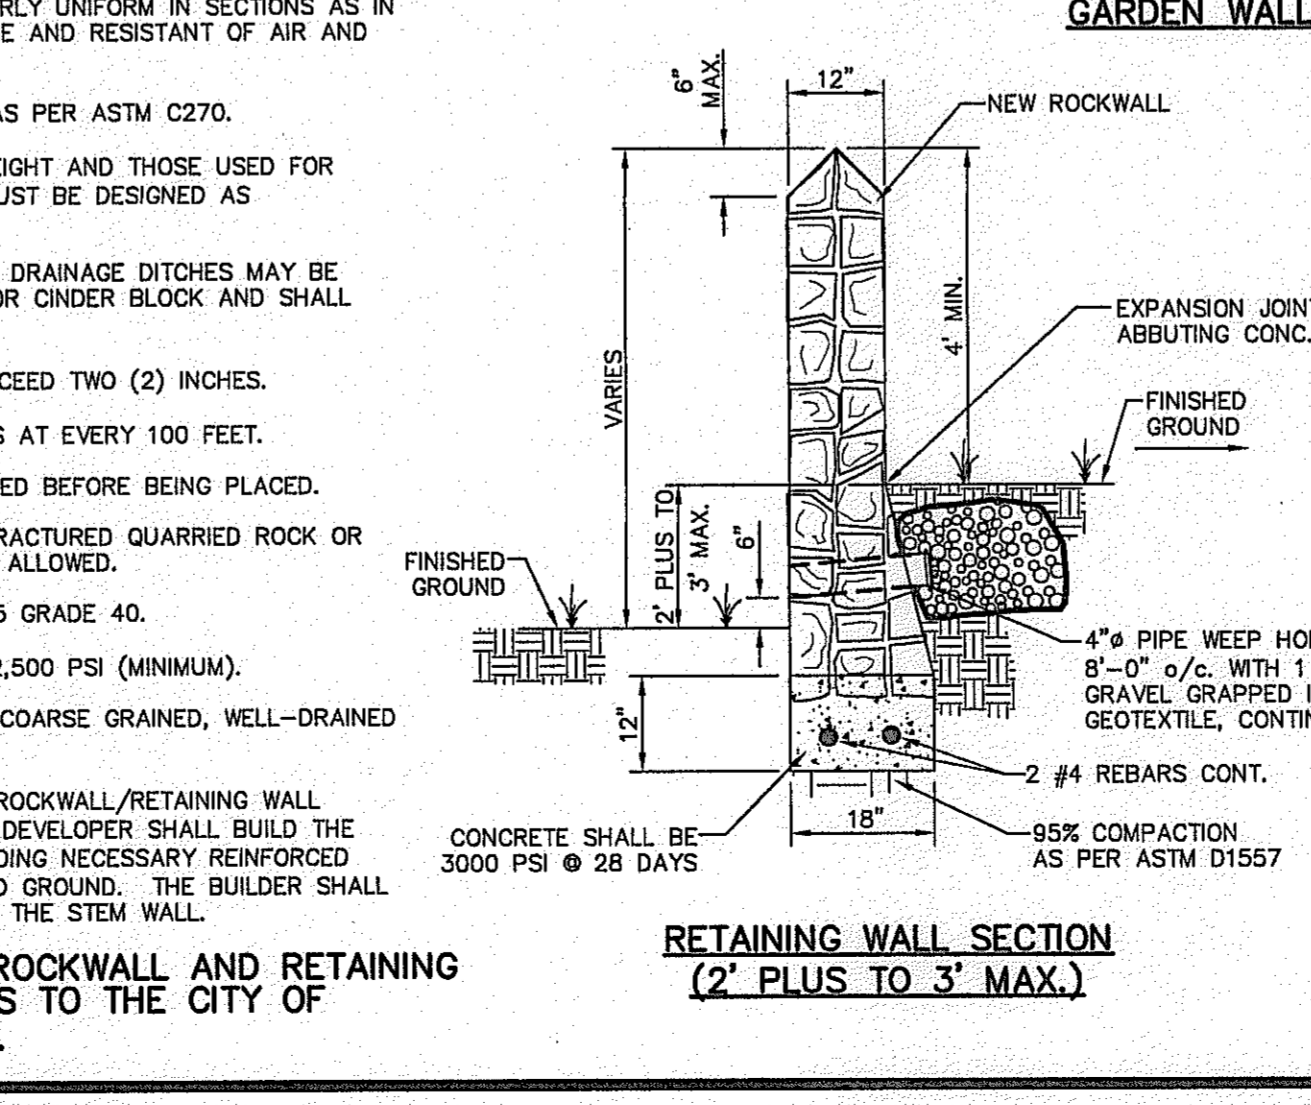 RLY UNIFORM IN SECTIONS AS IN
E AND RESISTANT OF AIR AND
AS PER ASTM C270.
EIGHT AND THOSE USED FOR
UST BE DESIGNED AS
DRAINAGE DITCHES MAY BE
OR CINDER BLOCK AND SHALL
CEED TWO (2) INCHES.
S AT EVERY 100 FEET.
ED BEFORE BEING PLACED.
RACTURED QUARRIED ROCK OR
ALLOWED.
5 GRADE 40.
2,500 PSI (MINIMUM).
COARSE GRAINED, WELL-DRAINED
ROCKWALL/RETAINING WALL
DEVELOPER SHALL BUILD THE
DING NECESSARY REINFORCED
D GROUND. THE BUILDER SHALL
THE STEM WALL.
ROCKWALL AND RETAINING
S TO THE CITY OF
GARDEN WALL
6"
MAX.
12"
NEW ROCKWALL
VARIES
4' MIN.
EXPANSION JOINT
ABBUTING CONC.
FINISHED
GROUND
2' PLUS TO
3' MAX.
6"
FINISHED
GROUND
4"ø PIPE WEEP HO
8'-0" o/c. WITH 1
GRAVEL GRAPPED I
GEOTEXTILE, CONTIN
12"
2 #4 REBARS CONT.
18"
CONCRETE SHALL BE
3000 PSI @ 28 DAYS
95% COMPACTION
AS PER ASTM D1557
RETAINING WALL SECTION
(2' PLUS TO 3' MAX.)